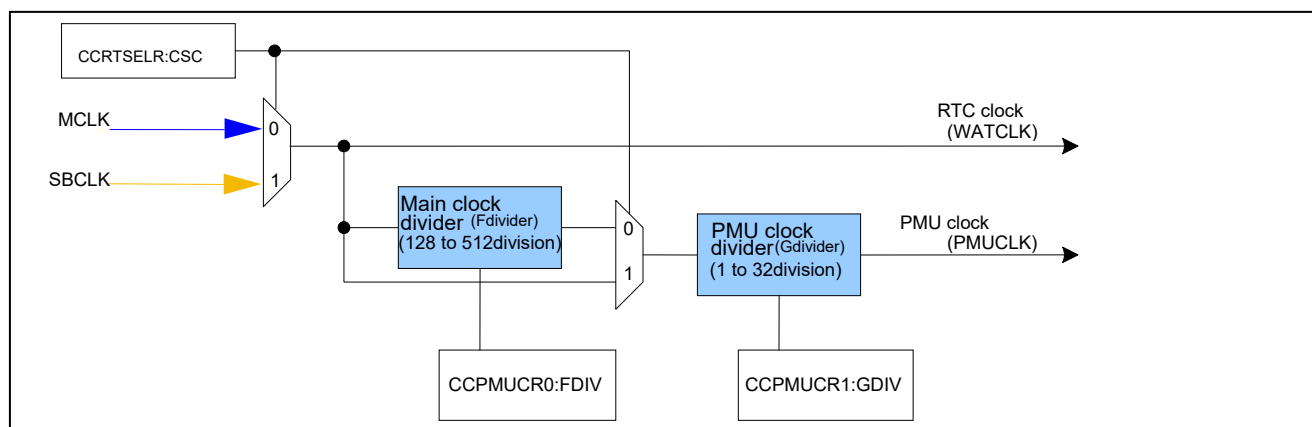 CCRTSELR:CSC
MCLK
0
SBCLK
1
RTC clock
(WATCLK)
Main clock
divider (Fdivider)
(128 to 512division)
0
1
PMU clock
divider(Gdivider)
(1 to 32division)
PMU clock
(PMUCLK)
CCPMUCR0:FDIV
CCPMUCR1:GDIV